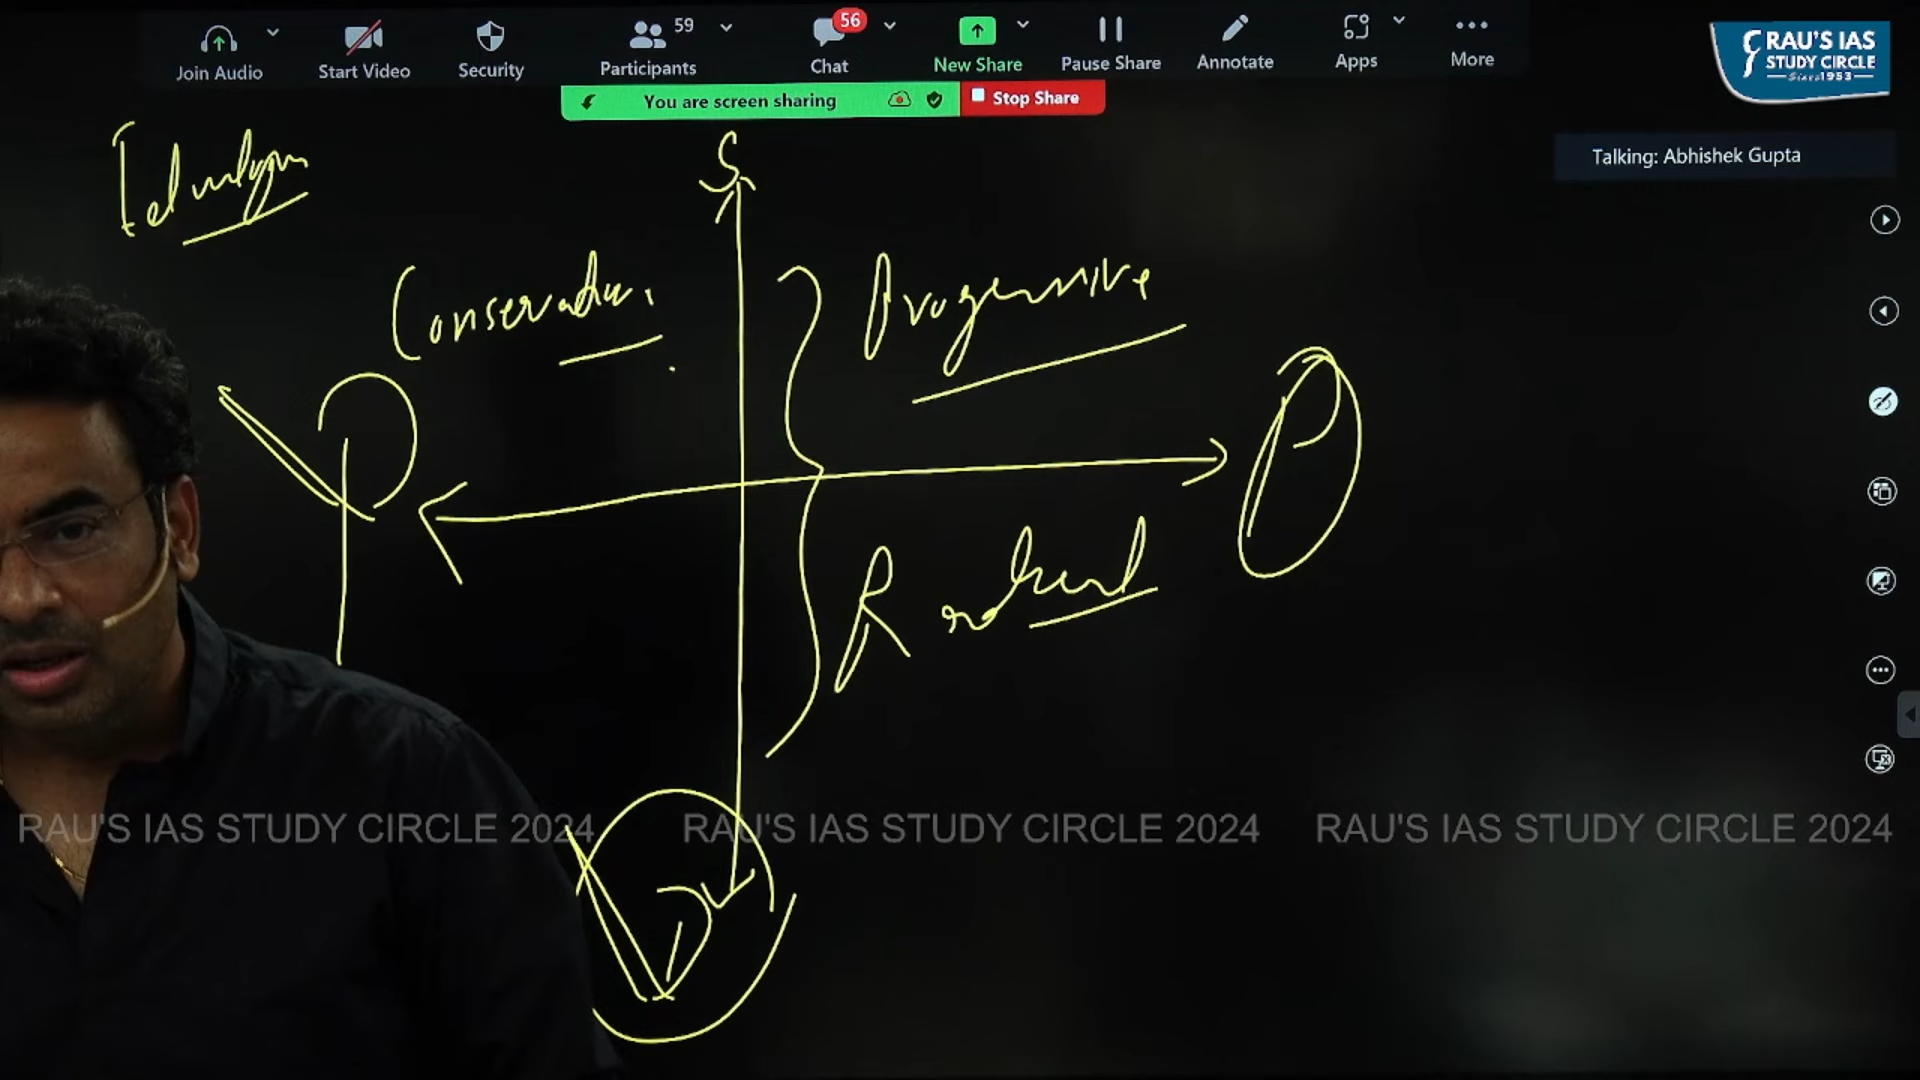 59
56
Join Audio
Start Video
Security
Participants
Chat
New Share
Pause Share
Annotate
Apps
More
You are screen sharing
Stop Share
RAU'S IAS
STUDY CIRCLE
Since 1953
Talking: Abhishek Gupta
S
Progressive
P
P
Radical
D
RAU'S IAS STUDY CIRCLE 2024
RAU'S IAS STUDY CIRCLE 2024
RAU'S IAS STUDY CIRCLE 2024